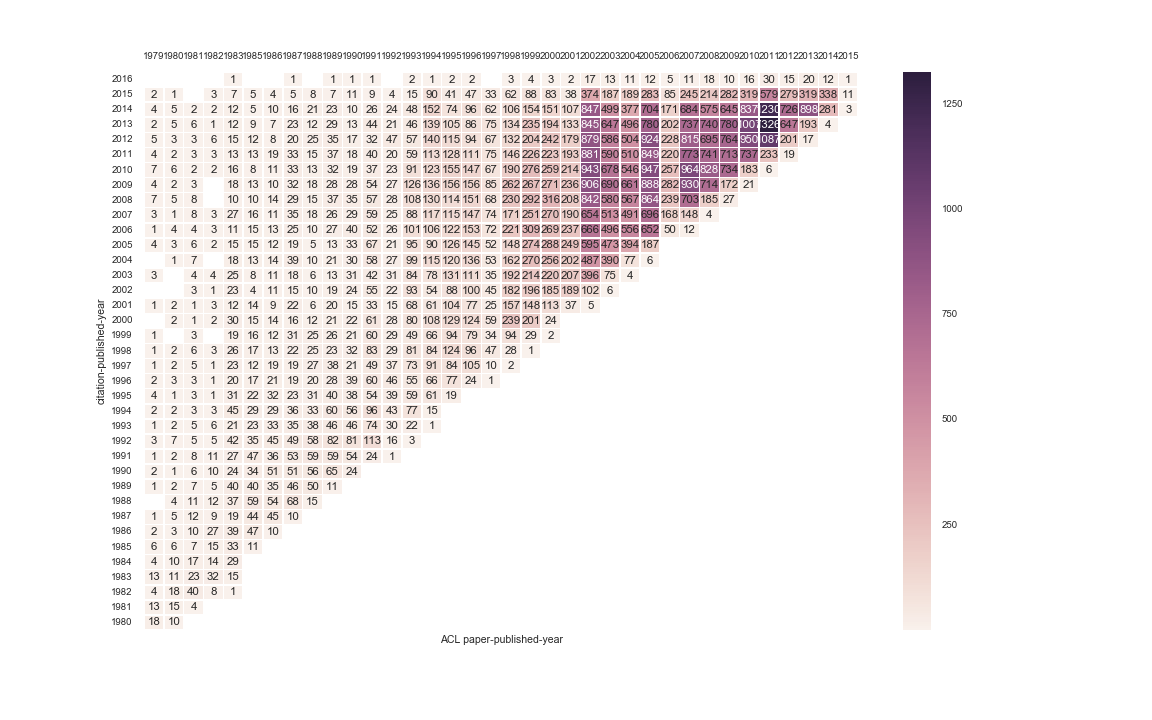 1979 1980 1981 1982 1983 1985 1986 1987 1988 1989 1990 1991 1992 1993 1994 1995 1996 1997 1998 1999 2000 2001 2002 2003 2004 2005 2006 2007 2008 2009 2010 2011 2012 2013 2014 2015
2016 1 1 1 1 1 2 1 2 2 3 4 3 2 17 13 11 12 5 11 18 10 16 30 15 20 12 1
2015 2 1 3 7 5 4 5 8 7 11 9 4 15 90 41 47 33 62 88 83 38 374 187 189 283 85 245 214 282 319 579 279 319 338 11
2014 4 5 2 2 12 5 10 16 21 23 10 26 24 48 152 74 96 62 106 154 151 107 847 499 377 704 171 684 575 645 837 230 726 898 281 3
2013 2 5 6 1 12 9 7 23 12 29 13 44 21 46 139 105 86 75 134 235 194 133 845 647 496 780 202 737 740 780 007 326 647 193 4
2012 5 3 3 6 15 12 8 20 25 35 17 32 47 57 140 115 94 67 132 204 242 179 879 586 504 924 228 815 695 764 950 087 201 17
2011 4 2 3 3 13 13 19 33 15 37 18 40 20 59 113 128 111 75 146 226 223 193 881 590 510 849 220 773 741 713 737 233 19
2010 7 6 2 2 16 8 11 33 13 32 19 37 23 91 123 155 147 67 190 276 259 214 943 678 546 947 257 964 828 734 183 6
2009 4 2 3 18 13 10 32 18 28 28 54 27 126 136 156 156 85 262 267 271 236 906 690 661 888 282 930 714 172 21
2008 7 5 8 10 10 14 29 15 37 35 57 28 108 130 114 151 68 230 292 316 208 842 580 567 864 239 703 185 27
2007 3 1 8 3 27 16 11 35 18 26 29 59 25 88 117 115 147 74 171 251 270 190 654 513 491 696 168 148 4
2006 1 4 4 3 11 15 13 25 10 27 40 52 26 101 106 122 153 72 221 309 269 237 666 496 556 652 50 12
2005 4 3 6 2 15 15 12 19 5 13 33 67 21 95 90 126 145 52 148 274 288 249 595 473 394 187
2004 1 7 18 13 14 39 10 21 30 58 27 99 115 120 136 53 162 270 256 202 487 390 77 6
2003 3 4 4 25 8 11 18 6 13 31 42 31 84 78 131 111 35 192 214 220 207 396 75 4
2002 3 1 23 4 11 15 10 19 24 55 22 93 54 88 100 45 182 196 185 189 102 6
2001 1 2 1 3 12 14 9 22 6 20 15 33 15 68 61 104 77 25 157 148 113 37 5
2000 2 1 2 30 15 14 16 12 21 22 61 28 80 108 129 124 59 239 201 24
1999 1 3 19 16 12 31 25 26 21 60 29 49 66 94 79 34 94 29 2
1998 1 2 6 3 26 17 13 22 25 23 32 83 29 81 84 124 96 47 28 1
1997 1 2 5 1 23 12 19 19 27 38 21 49 37 73 91 84 105 10 2
1996 2 3 3 1 20 17 21 19 20 28 39 60 46 55 66 77 24 1
1995 4 1 3 1 31 22 32 23 31 40 38 54 39 59 61 19
1994 2 2 3 3 45 29 29 36 33 60 56 96 43 77 15
1993 1 2 5 6 21 23 33 35 38 46 46 74 30 22 1
1992 3 7 5 5 42 35 45 49 58 82 81 113 16 3
1991 1 2 8 11 27 47 36 53 59 59 54 24 1
1990 2 1 6 10 24 34 51 51 56 65 24
1989 1 2 7 5 40 40 35 46 50 11
1988 4 11 12 37 59 54 68 15
1987 1 5 12 9 19 44 45 10
1986 2 3 10 27 39 47 10
1985 6 6 7 15 33 11
1984 4 10 17 14 29
1983 13 11 23 32 15
1982 4 18 40 8 1
1981 13 15 4
1980 18 10
citation-published-year
ACL paper-published-year
1250
1000
750
500
250